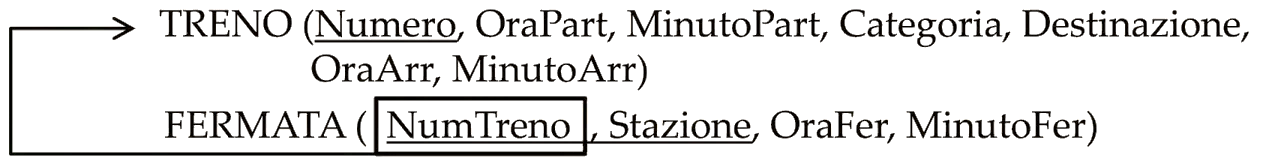 TRENO (Numero, OraPart, MinutoPart, Categoria, Destinazione,
OraArr, MinutoArr)
FERMATA ( NumTreno , Stazione, OraFer, MinutoFer)